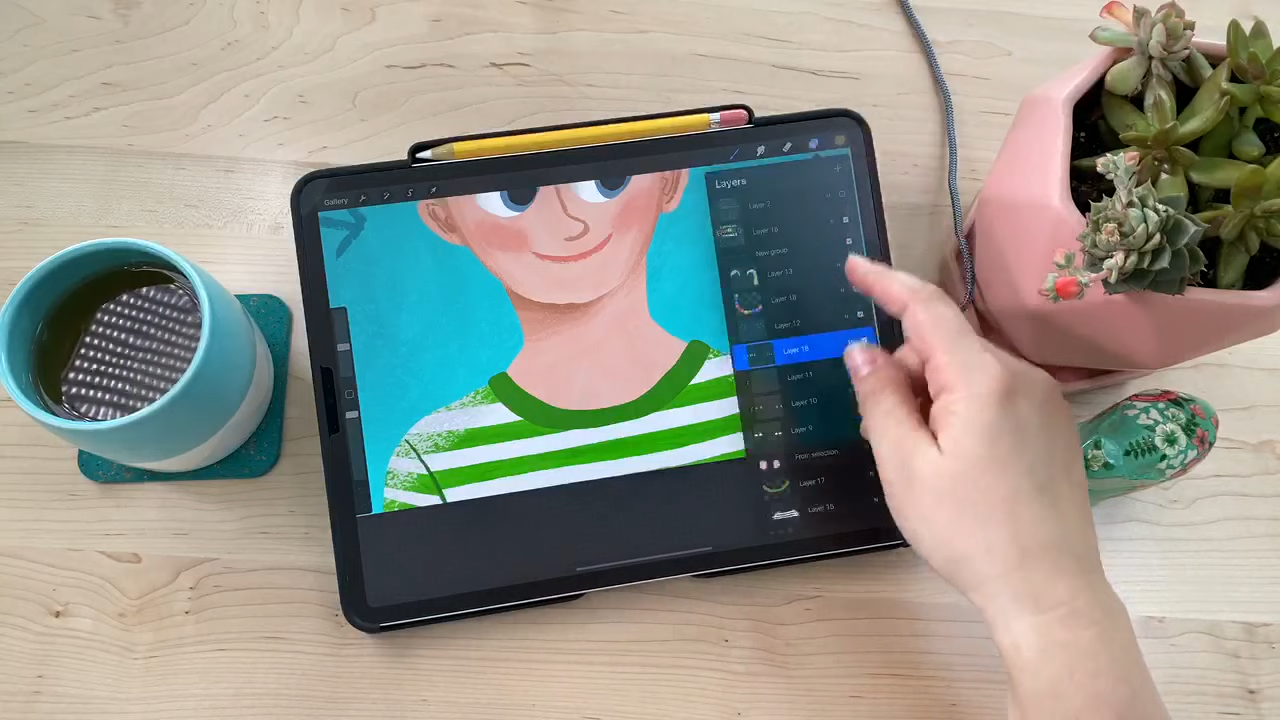 Gallery
Layers
Layer 7
Layer 16
New group
Layer 13
Layer 12
Layer 18
Layer 11
Layer 10
Layer 9
From selection
Layer 17
Layer 15